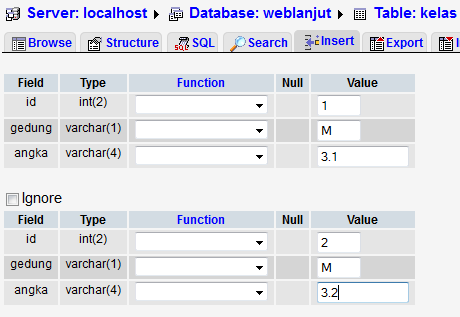 Server: localhost Database: weblanjut Table: kelas
Browse Structure SQL Search Insert Export
Field Type Function Null Value
id int(2) 1
gedung varchar(1) M
angka varchar(4) 3.1
Ignore
Field Type Function Null Value
id int(2) 2
gedung varchar(1) M
angka varchar(4) 3.2